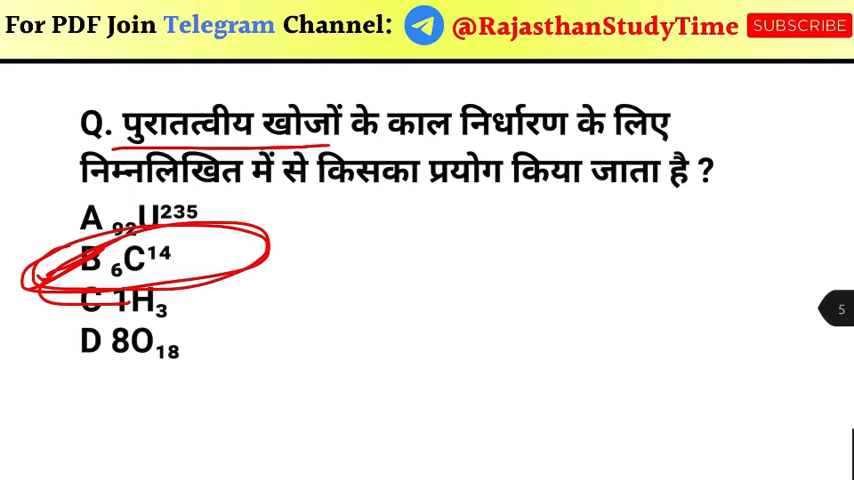 For PDF Join Telegram Channel: @RajasthanStudyTime SUBSCRIBE
Q. पुरातत्वीय खोजों के काल निर्धारण के लिए
निम्नलिखित में से किसका प्रयोग किया जाता है ?
A ₉₂U²³⁵
B ₆C¹⁴
C 1H₃
D 8O₁₈
5